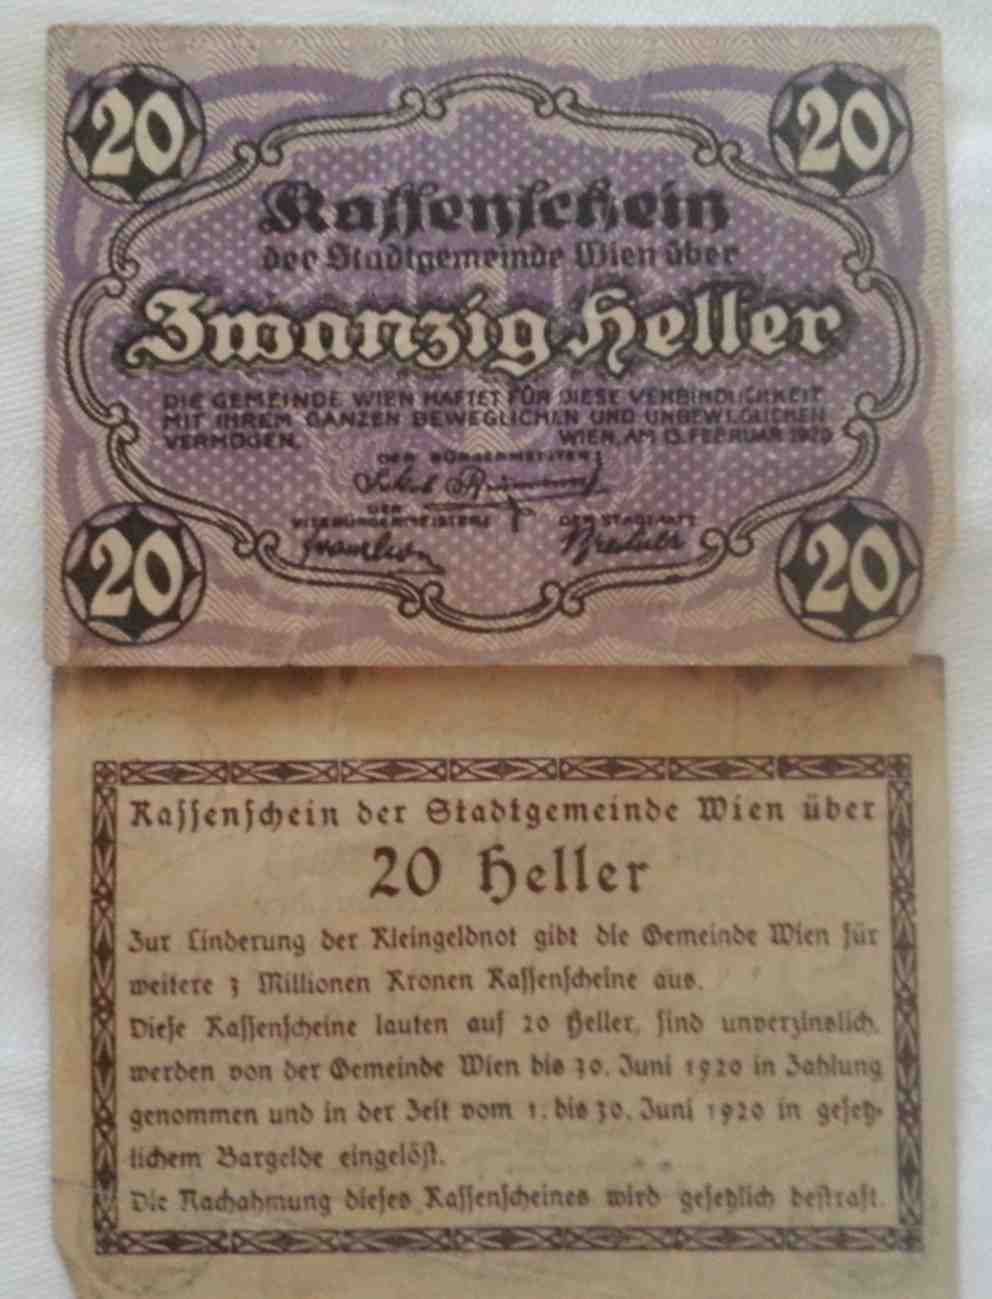 20
20
Kassenschein
der Stadtgemeinde Wien über
Zwanzig Heller
DIE GEMEINDE WIEN HAFTET FÜR DIESE VERBINDLICHKEIT
MIT IHREM GANZEN BEWEGLICHEN UND UNBEWEGLICHEN
VERMÖGEN. WIEN, AM 13. FEBRUAR 1920
DER BÜRGERMEISTER:
DER
VIZEBÜRGERMEISTER: DER STADTRAT:
20
20
Kassenschein der Stadtgemeinde Wien über
20 Heller
Zur Linderung der Kleingeldnot gibt die Gemeinde Wien für
weitere 3 Millionen Kronen Kassenscheine aus.
Diese Kassenscheine lauten auf 20 Heller, sind unverzinslich,
werden von der Gemeinde Wien bis 30. Juni 1920 in Zahlung
genommen und in der Zeit vom 1. bis 30. Juni 1920 in gesetz-
lichem Bargelde eingelöst.
Die Nachahmung dieses Kassenscheines wird gesetzlich bestraft.